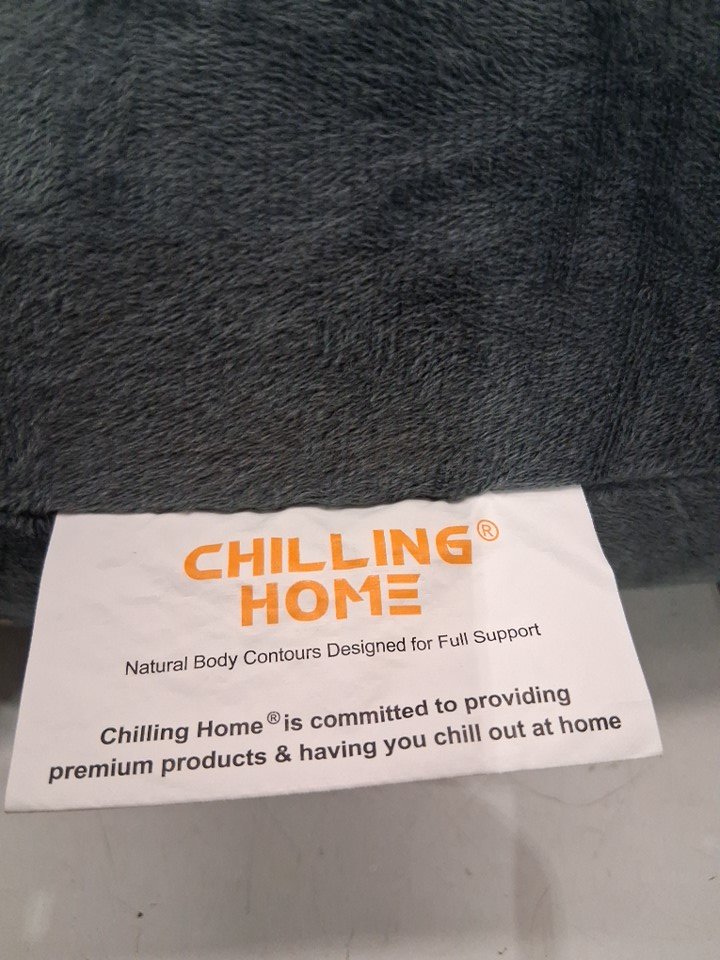 CHILLING®
HOME
Natural Body Contours Designed for Full Support
Chilling Home® is committed to providing
premium products & having you chill out at home